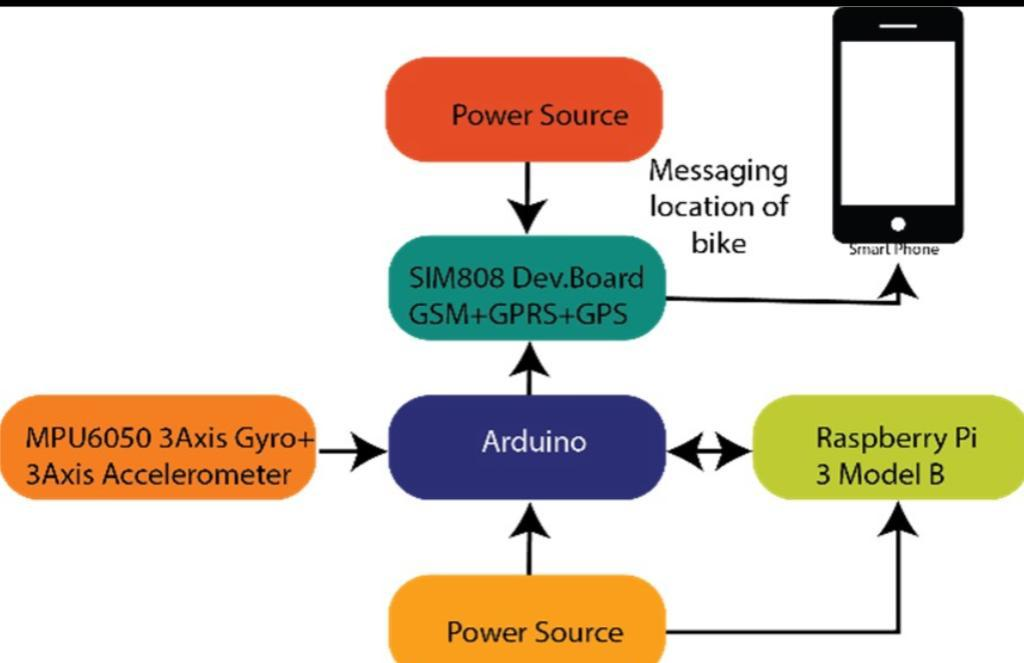 Power Source
Messaging
location of
bike
Smart Phone
SIM808 Dev.Board
GSM+GPRS+GPS
MPU6050 3Axis Gyro+
3Axis Accelerometer
Arduino
Raspberry Pi
3 Model B
Power Source